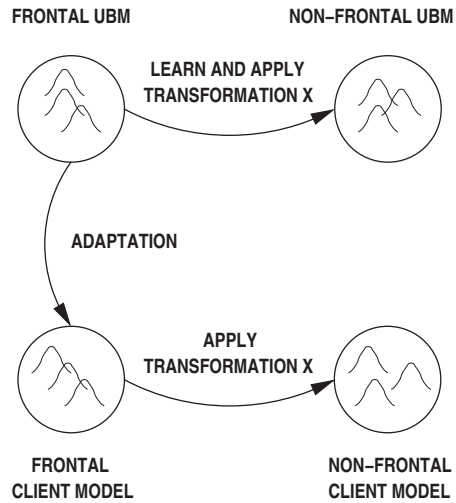 FRONTAL UBM
NON–FRONTAL UBM
LEARN AND APPLY
TRANSFORMATION X
ADAPTATION
APPLY
TRANSFORMATION X
FRONTAL
CLIENT MODEL
NON–FRONTAL
CLIENT MODEL